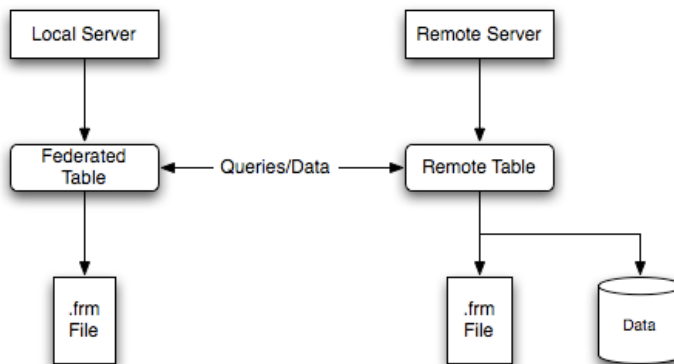 Local Server
Remote Server
Federated
Table
Queries/Data
Remote Table
.frm
File
.frm
File
Data